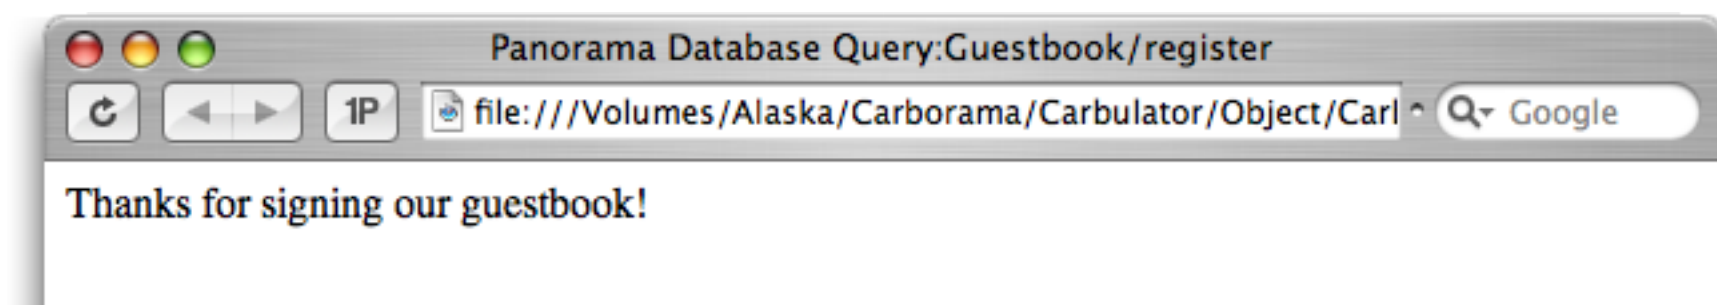 Panorama Database Query:Guestbook/register
1P file:///Volumes/Alaska/Carborama/Carbulator/Object/Carl Google
Thanks for signing our guestbook!